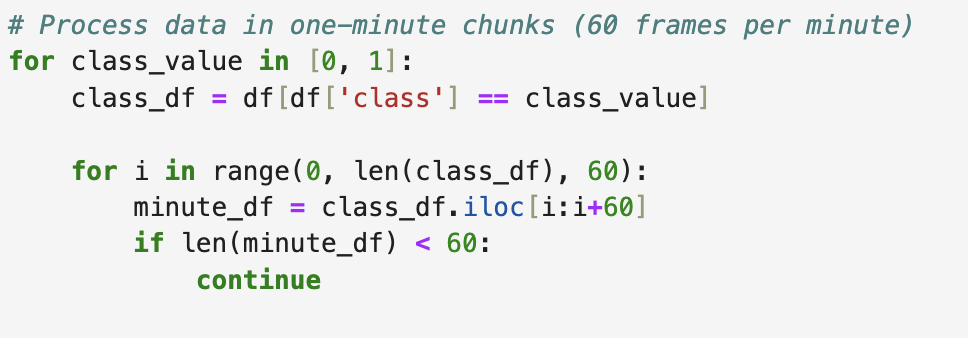 # Process data in one-minute chunks (60 frames per minute)
for class_value in [0, 1]:
    class_df = df[df['class'] == class_value]

    for i in range(0, len(class_df), 60):
        minute_df = class_df.iloc[i:i+60]
        if len(minute_df) < 60:
            continue